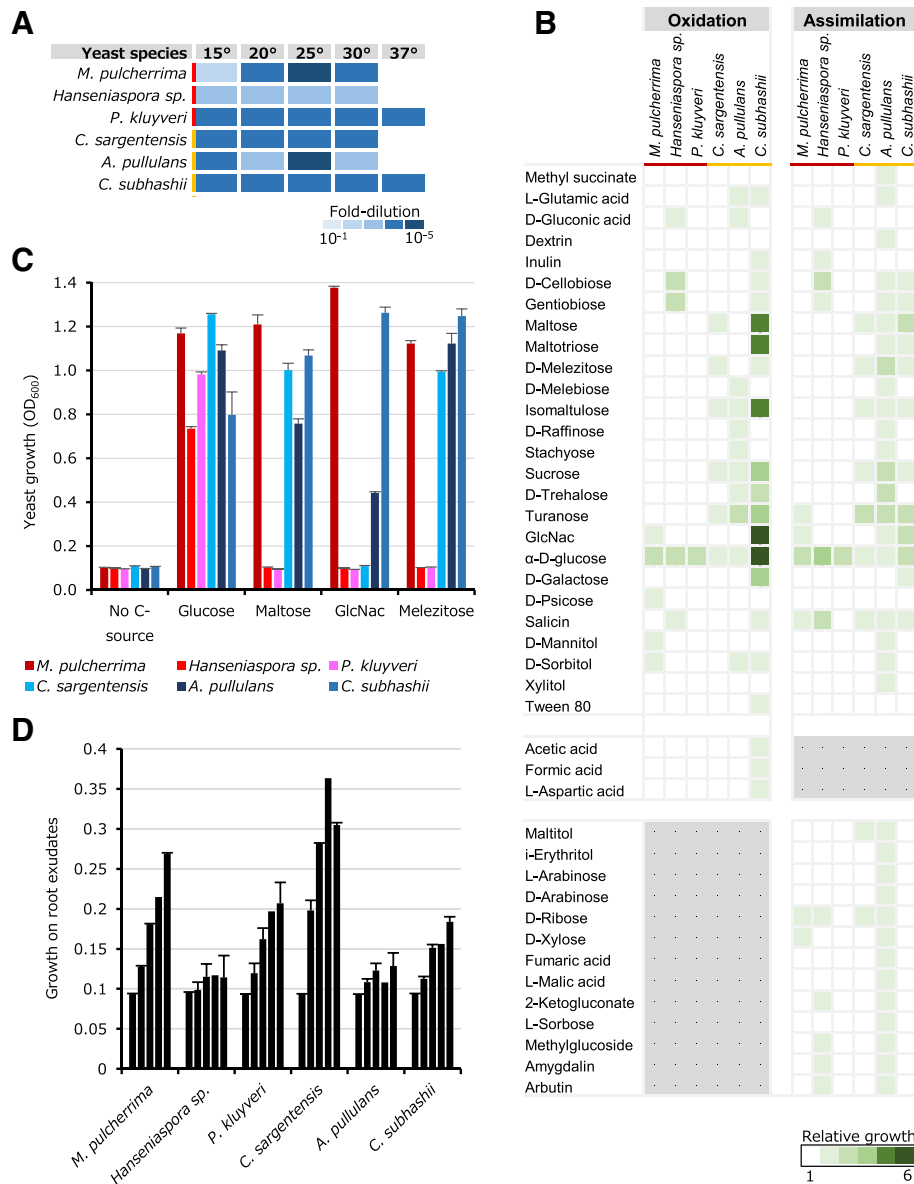 A
Yeast species 15° 20° 25° 30° 37°
M. pulcherrima
Hanseniaspora sp.
P. kluyveri
C. sargentensis
A. pullulans
C. subhashii
Fold-dilution
10⁻¹ 10⁻⁵
B
Oxidation Assimilation
M. pulcherrima Hanseniaspora sp. P. kluyveri C. sargentensis A. pullulans C. subhashii M. pulcherrima Hanseniaspora sp. P. kluyveri C. sargentensis A. pullulans C. subhashii
Methyl succinate
L-Glutamic acid
D-Gluconic acid
Dextrin
Inulin
D-Cellobiose
Gentiobiose
Maltose
Maltotriose
D-Melezitose
D-Melebiose
Isomaltulose
D-Raffinose
Stachyose
Sucrose
D-Trehalose
Turanose
GlcNac
α-D-glucose
D-Galactose
D-Psicose
Salicin
D-Mannitol
D-Sorbitol
Xylitol
Tween 80
Acetic acid
Formic acid
L-Aspartic acid
Maltitol
i-Erythritol
L-Arabinose
D-Arabinose
D-Ribose
D-Xylose
Fumaric acid
L-Malic acid
2-Ketogluconate
L-Sorbose
Methylglucoside
Amygdalin
Arbutin
Relative growth
1 6
C
Yeast growth (OD₆₀₀)
1.4
1.2
1.0
0.8
0.6
0.4
0.2
0.0
No C-source Glucose Maltose GlcNac Melezitose
M. pulcherrima Hanseniaspora sp. P. kluyveri
C. sargentensis A. pullulans C. subhashii
D
Growth on root exudates
0.4
0.35
0.3
0.25
0.2
0.15
0.1
0.05
0
M. pulcherrima Hanseniaspora sp. P. kluyveri C. sargentensis A. pullulans C. subhashii